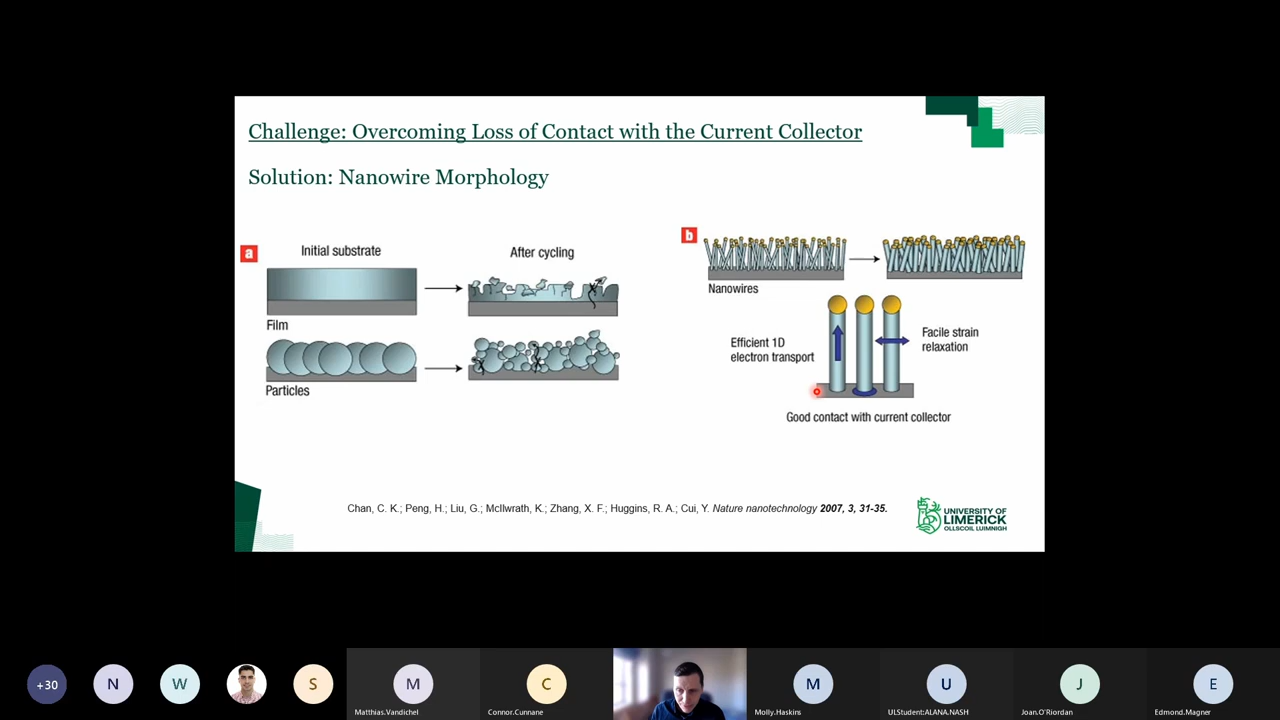 Challenge: Overcoming Loss of Contact with the Current Collector
Solution: Nanowire Morphology
a
Initial substrate
After cycling
Film
Particles
b
Nanowires
Efficient 1D
electron transport
Facile strain
relaxation
Good contact with current collector
Chan, C. K.; Peng, H.; Liu, G.; McIlwrath, K.; Zhang, X. F.; Huggins, R. A.; Cui, Y. Nature nanotechnology 2007, 3, 31-35.
UNIVERSITY OF
LIMERICK
OLLSCOIL LUIMNIGH
+30
N
W
S
M
Matthias.Vandichel
C
Connor.Cunnane
M
Molly.Haskins
U
ULStudent:ALANA.NASH
J
Joan.O'Riordan
E
Edmond.Magner